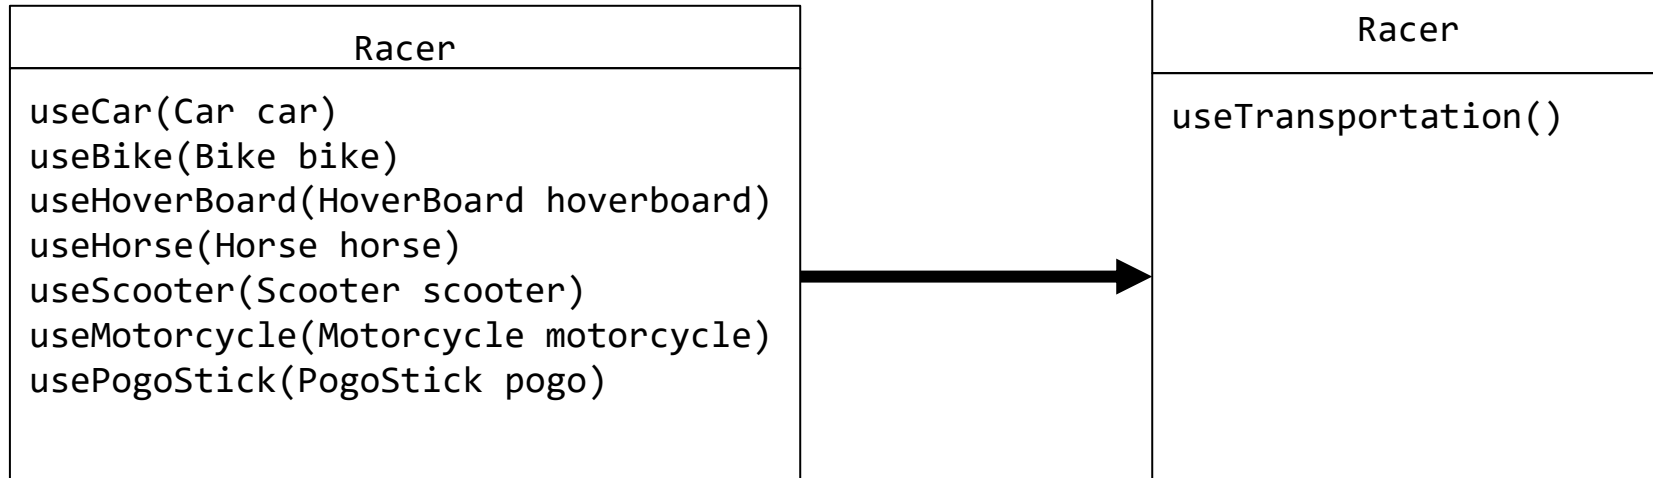 Racer
useCar(Car car)
useBike(Bike bike)
useHoverBoard(HoverBoard hoverboard)
useHorse(Horse horse)
useScooter(Scooter scooter)
useMotorcycle(Motorcycle motorcycle)
usePogoStick(PogoStick pogo)
Racer
useTransportation()